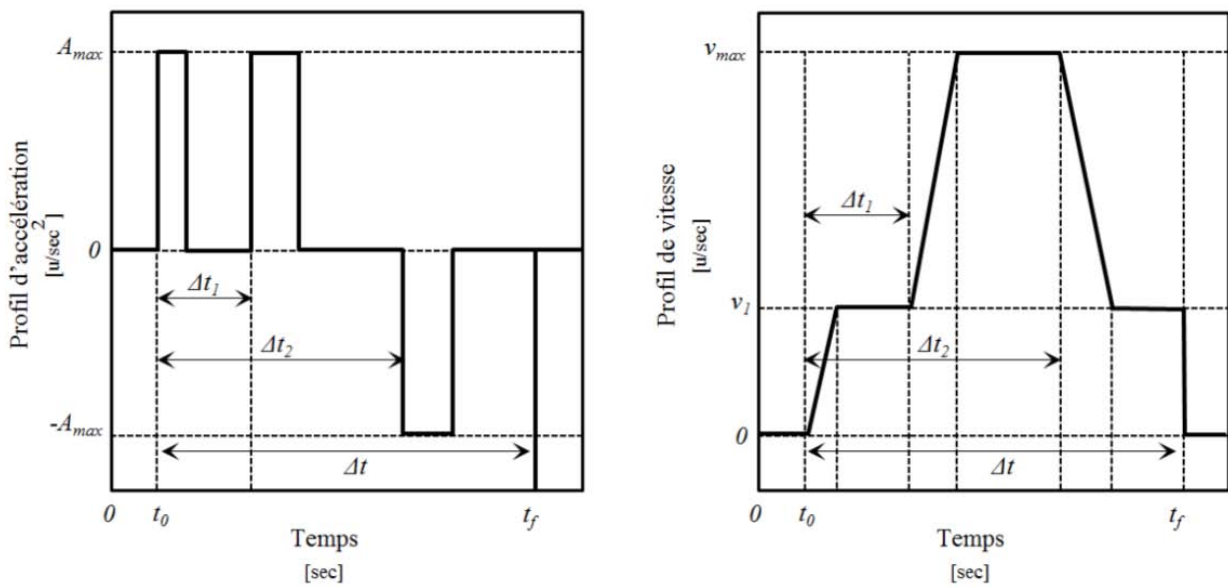 A_max
0
-A_max
Profil d'accélération
[u/sec²]
Δt₁
Δt₂
Δt
0
t₀
t_f
Temps
[sec]
v_max
v₁
0
Profil de vitesse
[u/sec]
Δt₁
Δt₂
Δt
0
t₀
t_f
Temps
[sec]